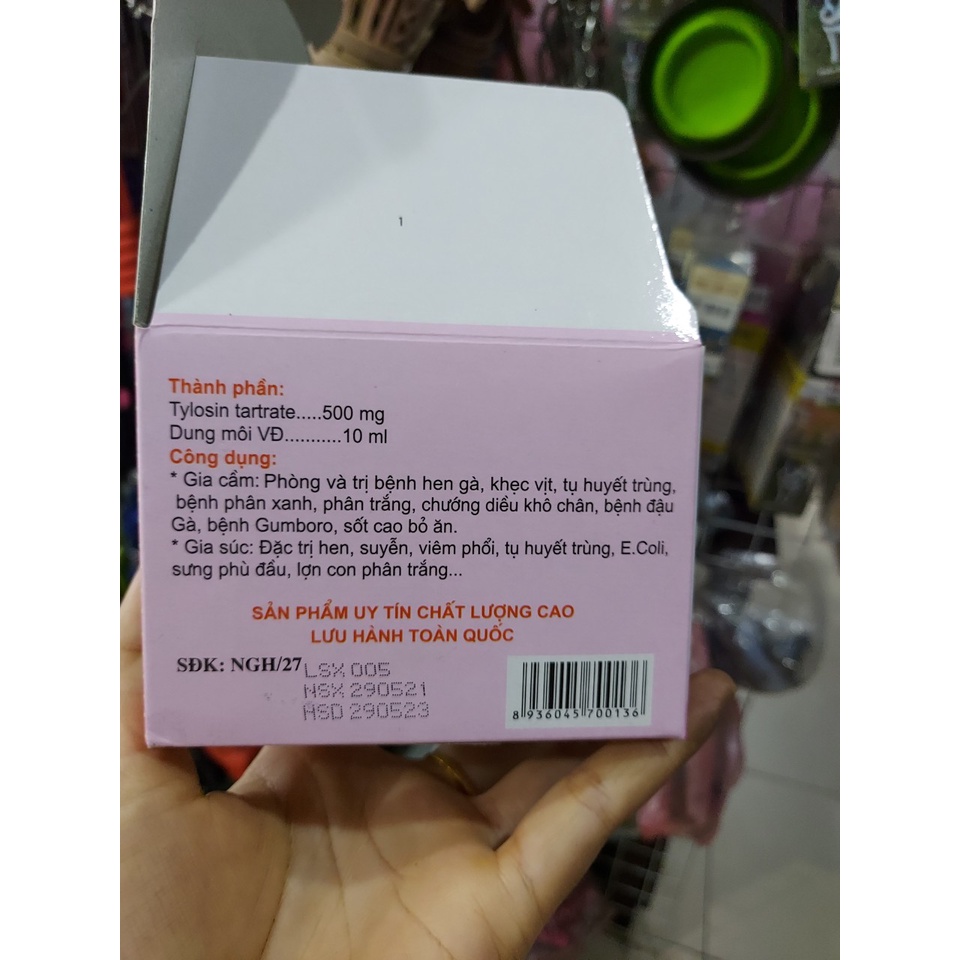 1
Thành phần:
Tylosin tartrate.....500 mg
Dung môi VĐ...........10 ml
Công dụng:
* Gia cầm: Phòng và trị bệnh hen gà, khẹc vịt, tụ huyết trùng,
bệnh phân xanh, phân trắng, chướng diều khô chân, bệnh đậu
Gà, bệnh Gumboro, sốt cao bỏ ăn.
* Gia súc: Đặc trị hen, suyễn, viêm phổi, tụ huyết trùng, E.Coli,
sưng phù đầu, lợn con phân trắng...
SẢN PHẨM UY TÍN CHẤT LƯỢNG CAO
LƯU HÀNH TOÀN QUỐC
SĐK: NGH/27 LSX 005
NSX 290521
HSD 290523
8 936045 700136